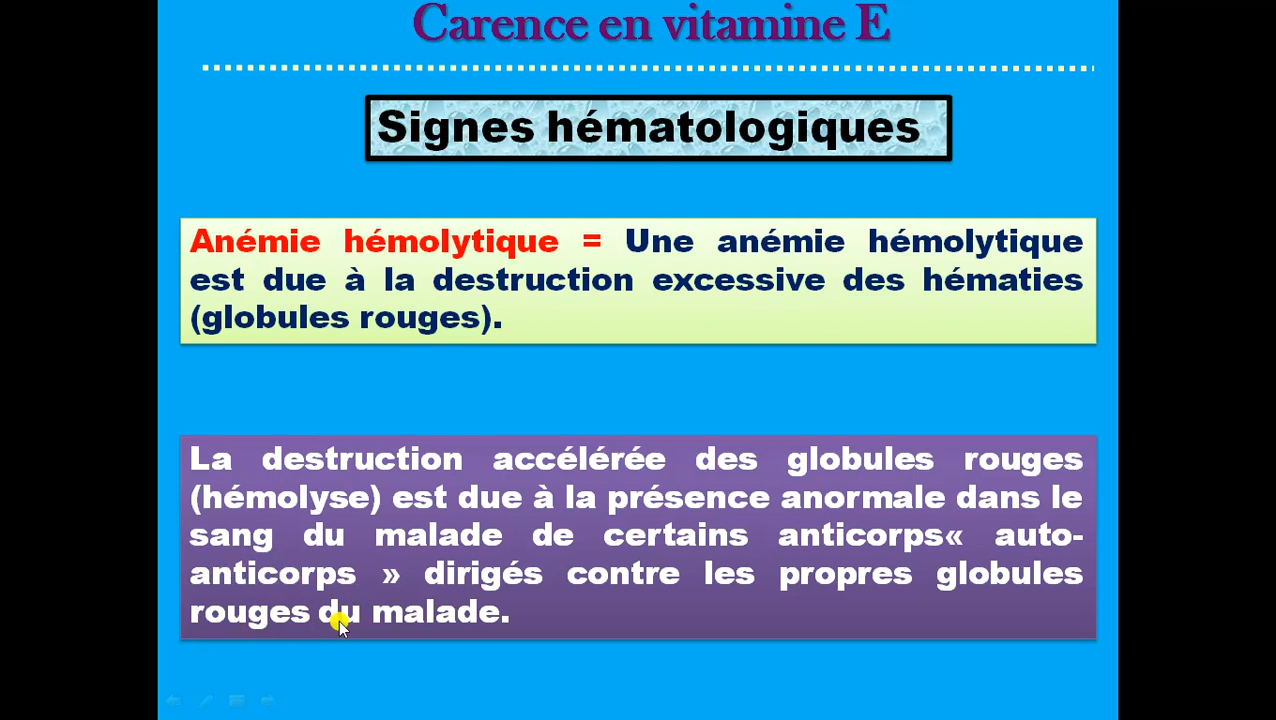 Carence en vitamine E
Signes hématologiques
Anémie hémolytique = Une anémie hémolytique
est due à la destruction excessive des hématies
(globules rouges).
La destruction accélérée des globules rouges
(hémolyse) est due à la présence anormale dans le
sang du malade de certains anticorps« auto-
anticorps » dirigés contre les propres globules
rouges du malade.